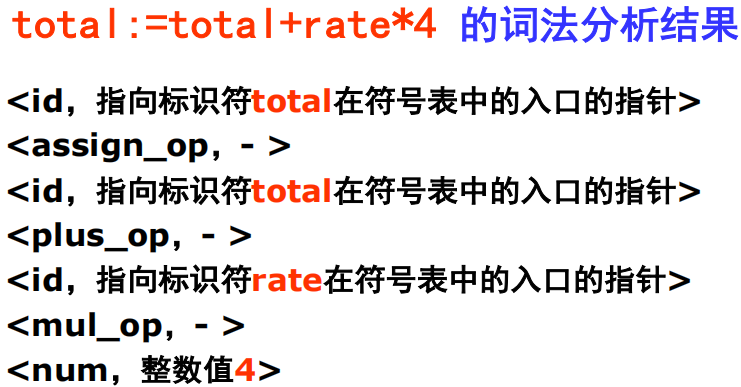 total:=total+rate*4 的词法分析结果
<id，指向标识符total在符号表中的入口的指针>
<assign_op，- >
<id，指向标识符total在符号表中的入口的指针>
<plus_op，- >
<id，指向标识符rate在符号表中的入口的指针>
<mul_op，- >
<num，整数值4>